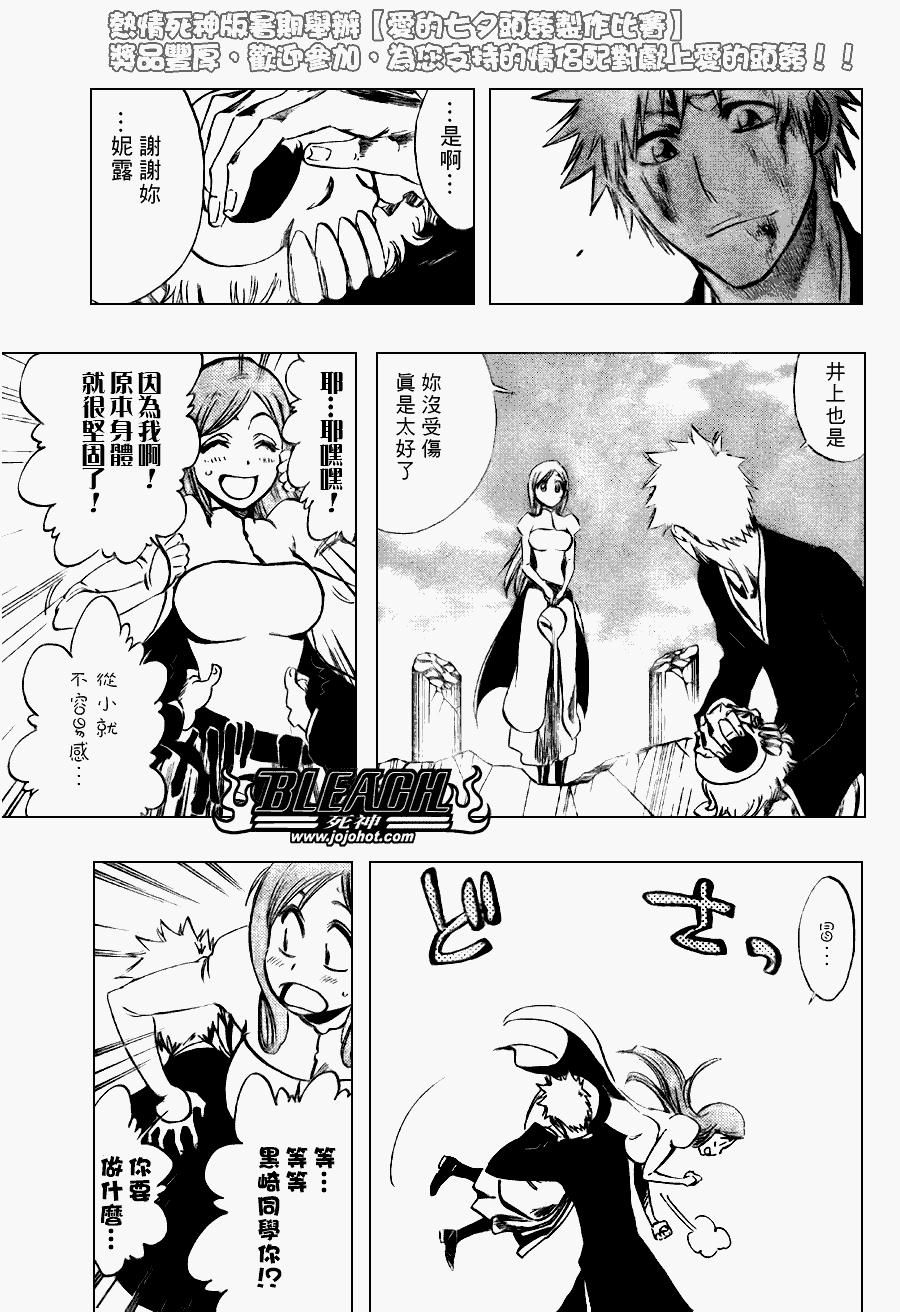 熱情死神版暑期舉辦【愛的七夕頭簽製作比賽】
獎品豐厚，歡迎參加，為您支持的情侶配對獻上愛的頭簽！！
…是啊…
謝謝妳
…妮露
井上也是
妳沒受傷
真是太好了
耶…耶嘿嘿！
因為我啊！
原本身體
就很堅固了！
從小就
不容易感…
BLEACH
死神
www.jojohot.com
冒…
どさっ
等…
等等
黑崎同學你!?
你要
做什麼…